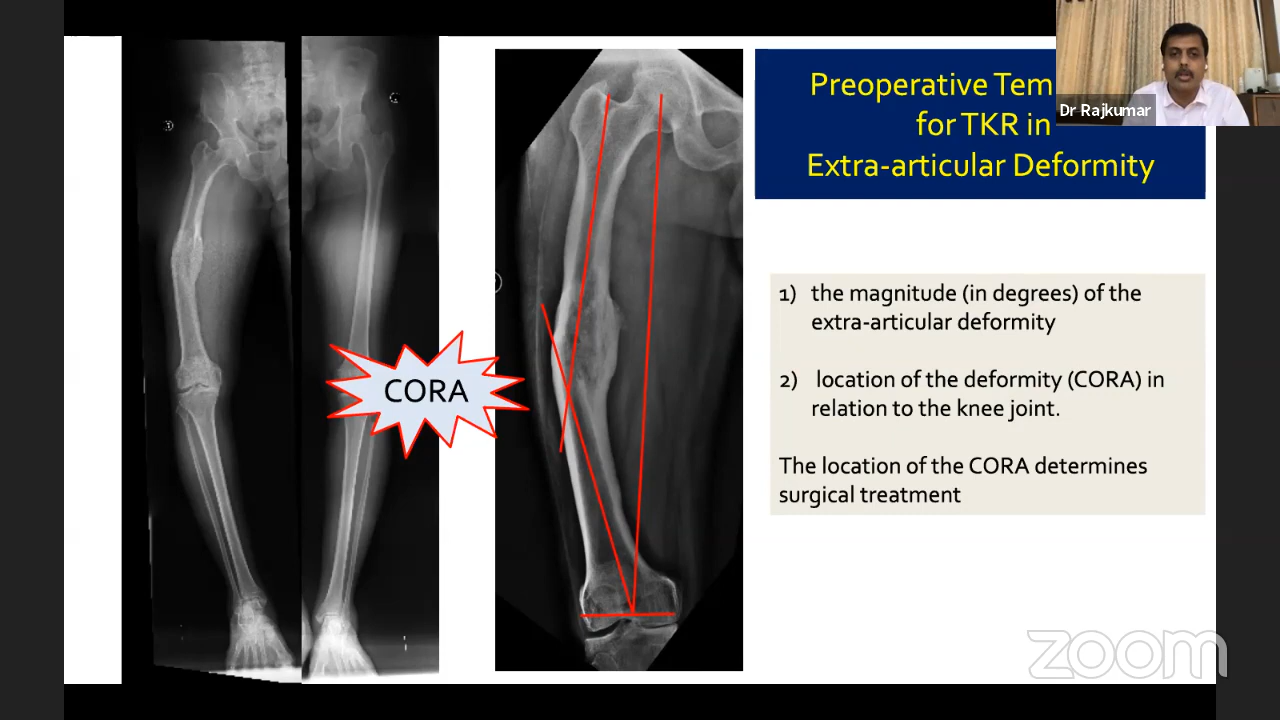 Preoperative Tem
for TKR in
Extra-articular Deformity
Dr Rajkumar
CORA
1) the magnitude (in degrees) of the
extra-articular deformity
2) location of the deformity (CORA) in
relation to the knee joint.
The location of the CORA determines
surgical treatment
zoom